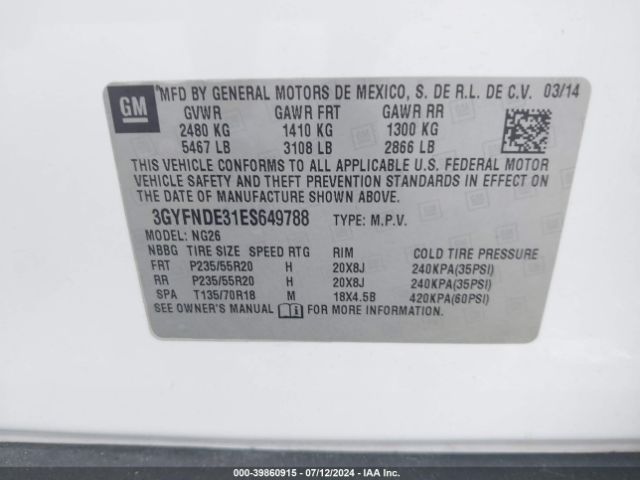 GM *MFD BY GENERAL MOTORS DE MEXICO, S. DE R.L. DE C.V. 03/14
GVWR GAWR FRT GAWR RR
2480 KG 1410 KG 1300 KG
5467 LB 3108 LB 2866 LB
THIS VEHICLE CONFORMS TO ALL APPLICABLE U.S. FEDERAL MOTOR
VEHICLE SAFETY AND THEFT PREVENTION STANDARDS IN EFFECT ON
THE DATE OF MANUFACTURE SHOWN ABOVE.
3GYFNDE31ES649788 TYPE: M.P.V.
MODEL: NG26
NBBG TIRE SIZE SPEED RTG RIM COLD TIRE PRESSURE
FRT P235/55R20 H 20X8J 240KPA(35PSI)
RR P235/55R20 H 20X8J 240KPA(35PSI)
SPA T135/70R18 M 18X4.5B 420KPA(60PSI)
SEE OWNER'S MANUAL FOR MORE INFORMATION.
000-39860915 - 07/12/2024 - IAA Inc.